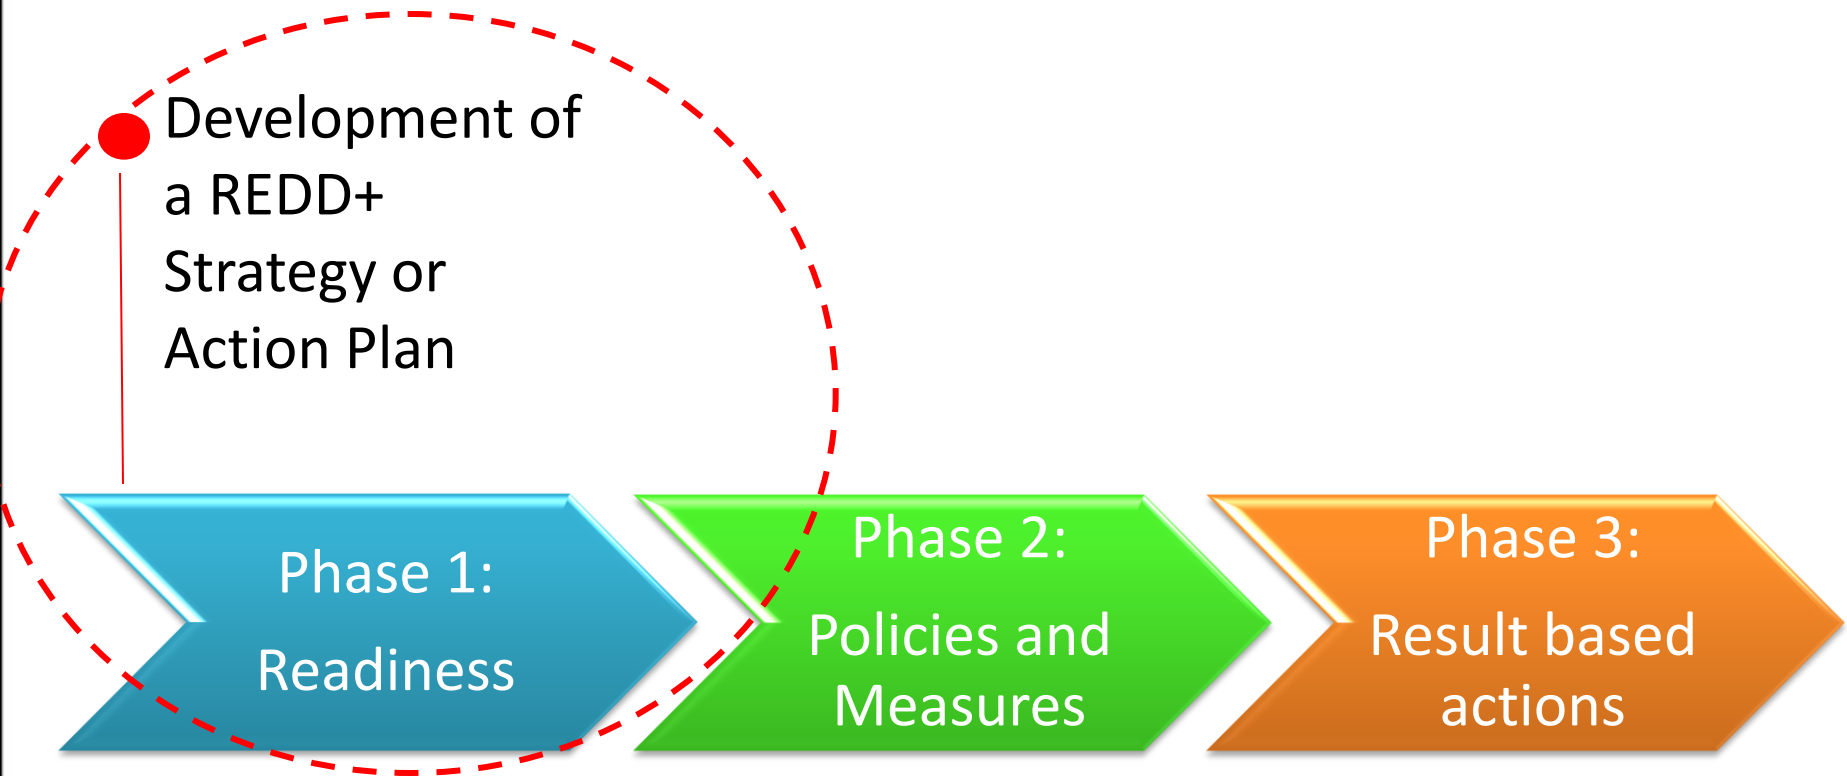 Development of
a REDD+
Strategy or
Action Plan
Phase 1:
Readiness
Phase 2:
Policies and
Measures
Phase 3:
Result based
actions